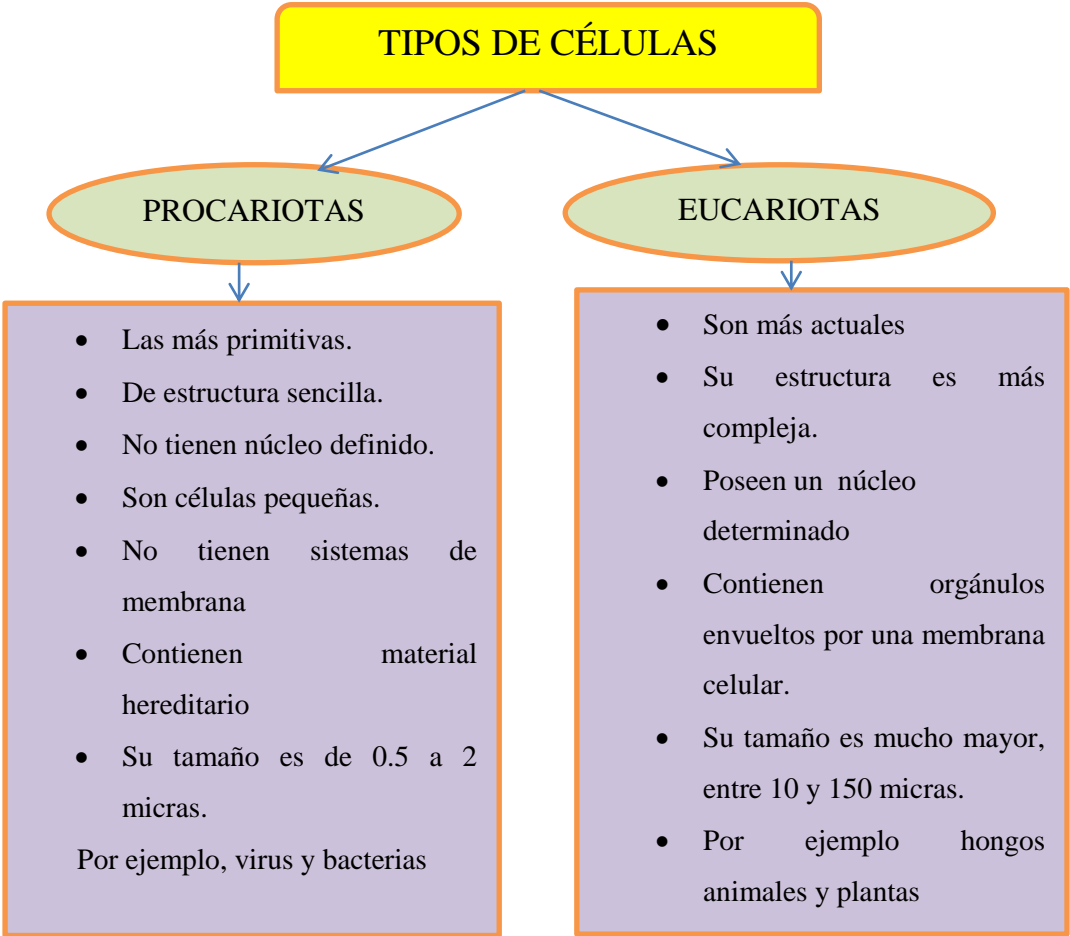 TIPOS DE CÉLULAS
PROCARIOTAS
• Las más primitivas.
• De estructura sencilla.
• No tienen núcleo definido.
• Son células pequeñas.
• No tienen sistemas de
membrana
• Contienen material
hereditario
• Su tamaño es de 0.5 a 2
micras.
Por ejemplo, virus y bacterias
EUCARIOTAS
• Son más actuales
• Su estructura es más
compleja.
• Poseen un núcleo
determinado
• Contienen orgánulos
envueltos por una membrana
celular.
• Su tamaño es mucho mayor,
entre 10 y 150 micras.
• Por ejemplo hongos
animales y plantas